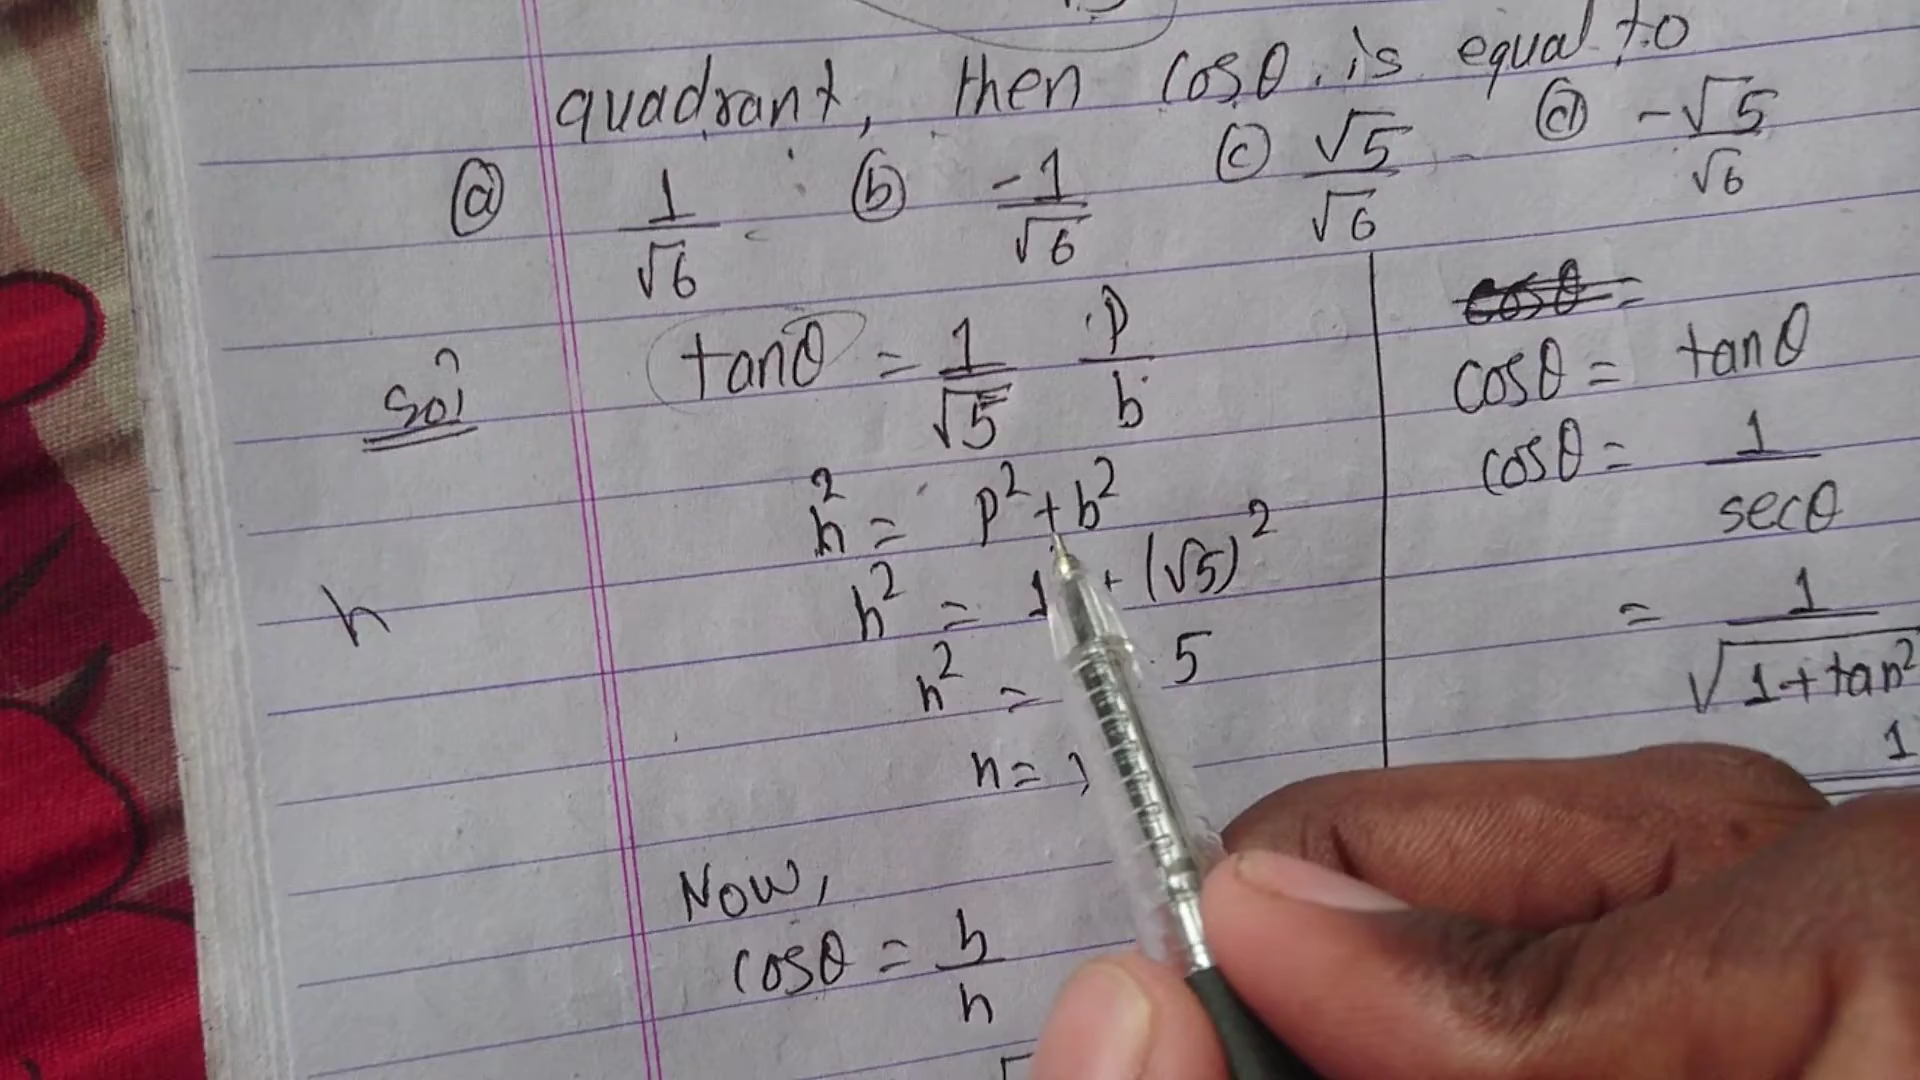 quadrant, then cosθ is equal to
ⓐ 1/√6 ⓑ -1/√6 ⓒ √5/√6 ⓓ -√5/√6
Sol
tanθ = 1/√5 p/b
h² = p² + b²
h² = 1 + (√5)²
h² = 5
h =
h
Now,
cosθ = b/h
cosθ =
cosθ = tanθ
cosθ = 1/secθ
= 1/√1+tan²
1